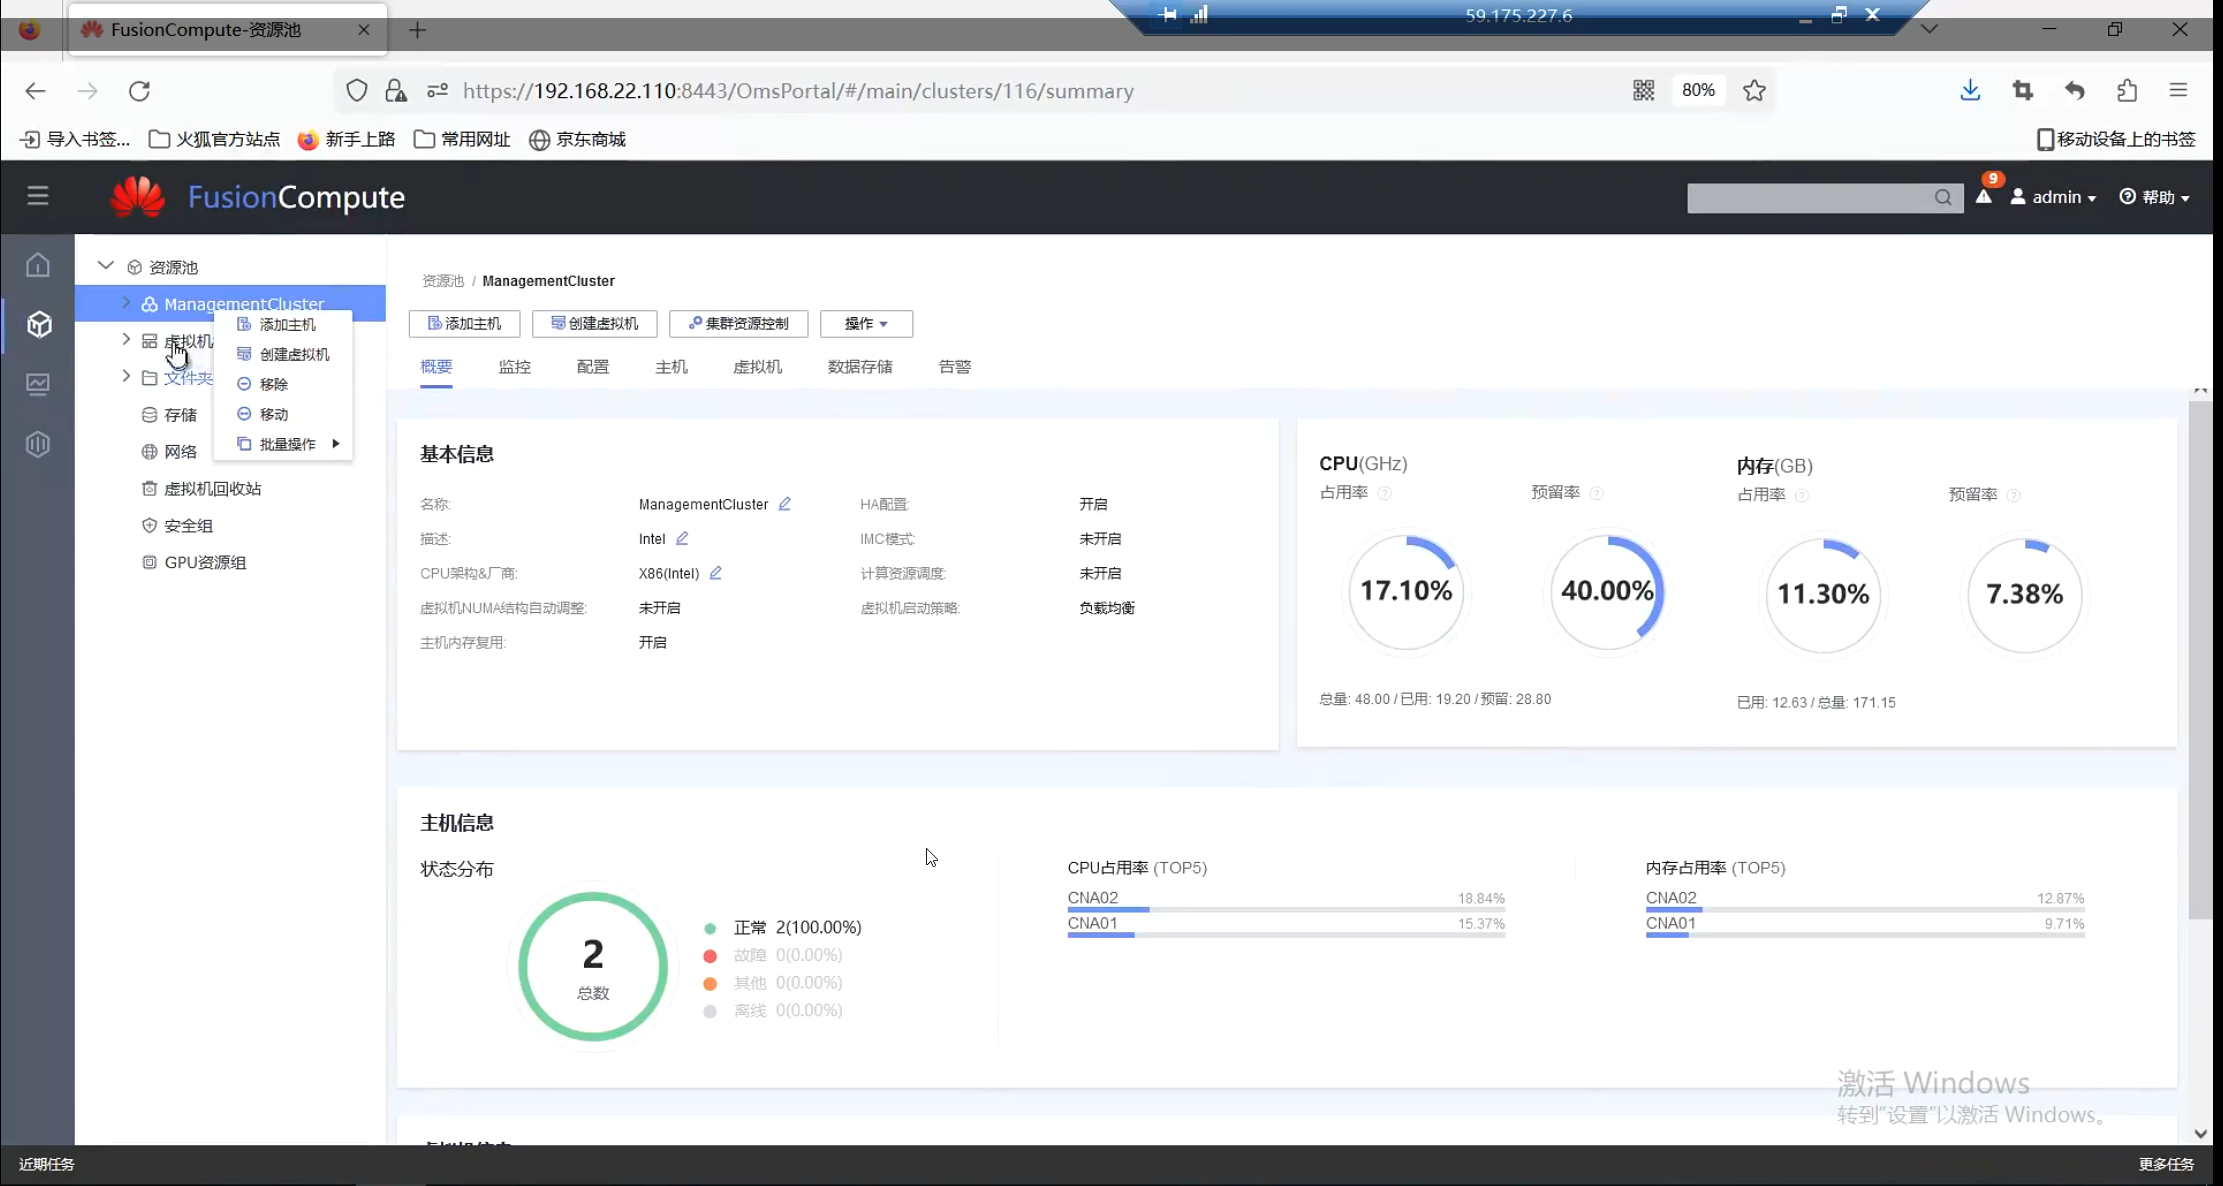 FusionCompute-资源池
59.175.227.6
https://192.168.22.110:8443/OmsPortal/#/main/clusters/116/summary
80%
导入书签...
火狐官方站点
新手上路
常用网址
京东商城
移动设备上的书签
FusionCompute
9
admin
帮助
资源池
ManagementCluster
虚拟机
文件夹
存储
网络
虚拟机回收站
安全组
GPU资源组
添加主机
创建虚拟机
移除
移动
批量操作
资源池 / ManagementCluster
添加主机
创建虚拟机
集群资源控制
操作
概要
监控
配置
主机
虚拟机
数据存储
告警
基本信息
名称: ManagementCluster
HA配置: 开启
描述: Intel
IMC模式: 未开启
CPU架构&厂商: X86(Intel)
计算资源调度: 未开启
虚拟机NUMA结构自动调整: 未开启
虚拟机启动策略: 负载均衡
主机内存复用: 开启
CPU(GHz)
占用率
预留率
17.10%
40.00%
总量: 48.00 / 已用: 19.20 / 预留: 28.80
内存(GB)
占用率
预留率
11.30%
7.38%
已用: 12.63 / 总量: 171.15
主机信息
状态分布
2
总数
正常 2(100.00%)
故障 0(0.00%)
其他 0(0.00%)
离线 0(0.00%)
CPU占用率 (TOP5)
CNA02 18.84%
CNA01 15.37%
内存占用率 (TOP5)
CNA02 12.87%
CNA01 9.71%
激活 Windows
转到"设置"以激活 Windows。
近期任务
更多任务